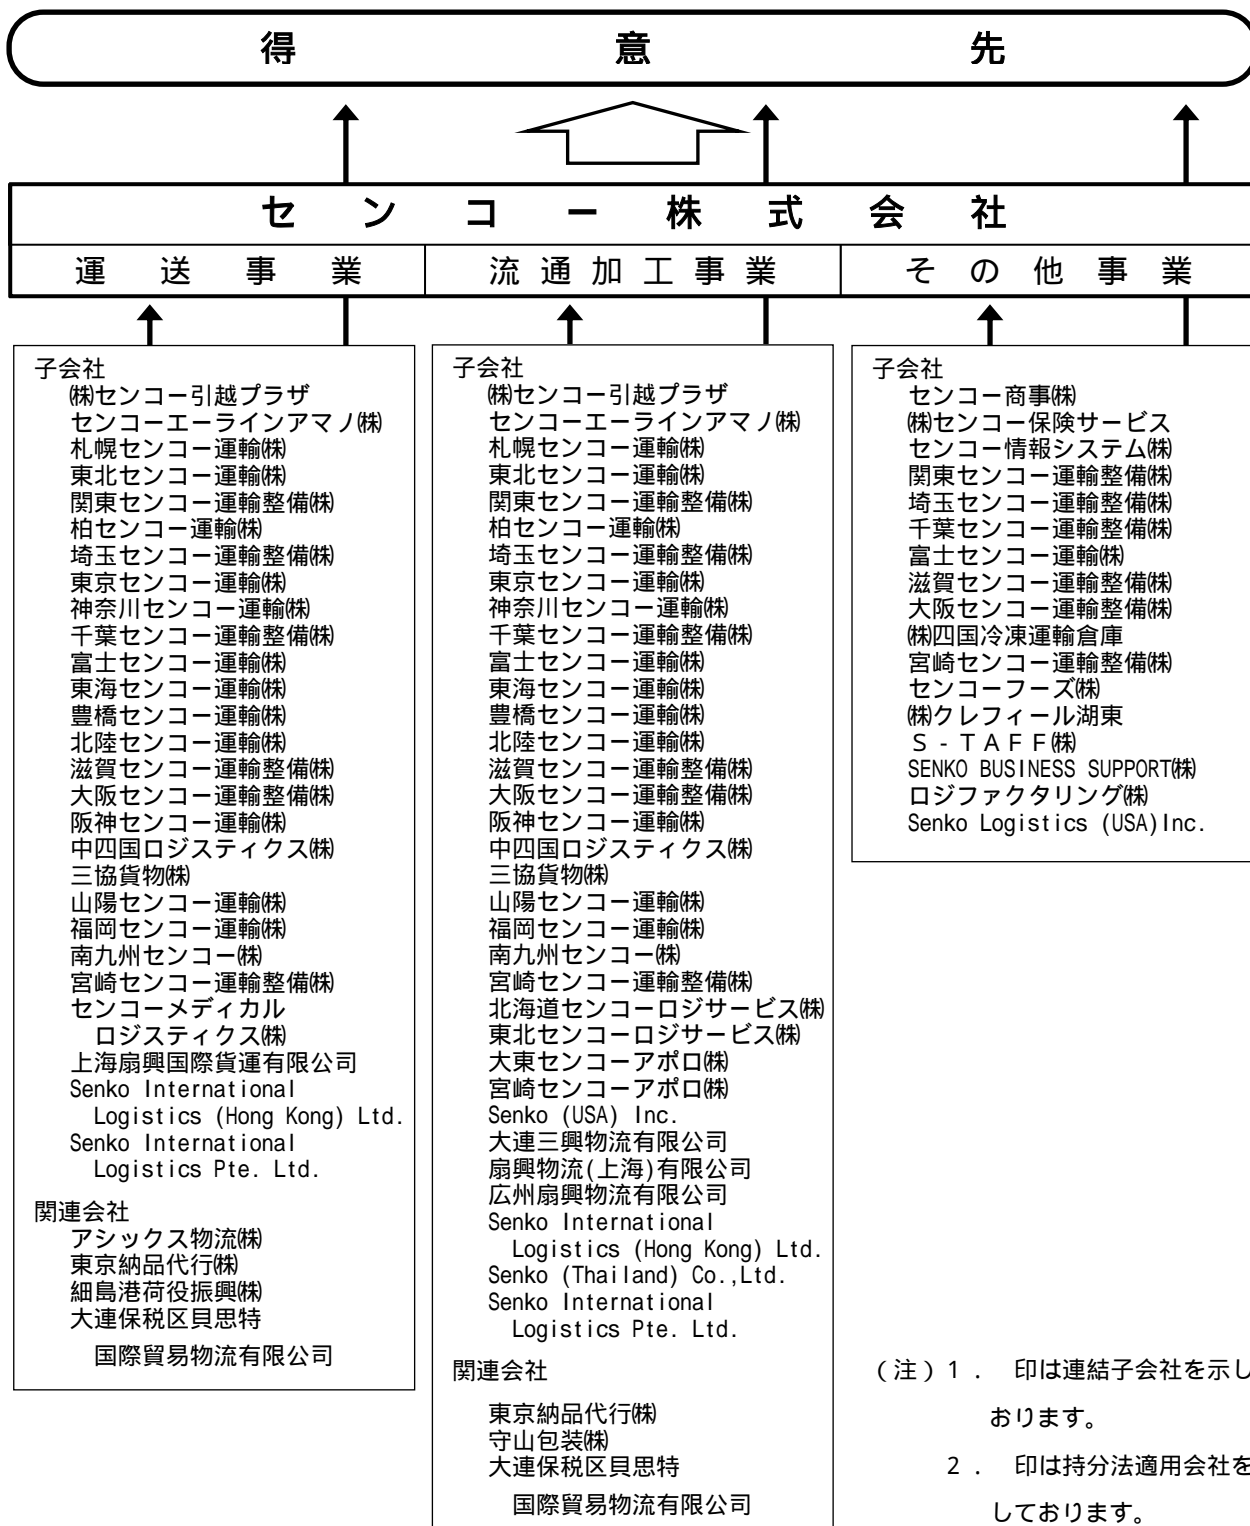 得意先
センコー株式会社
運送事業
流通加工事業
その他事業
子会社
㈱センコー引越プラザ
センコーエーラインアマノ㈱
札幌センコー運輸㈱
東北センコー運輸㈱
関東センコー運輸整備㈱
柏センコー運輸㈱
埼玉センコー運輸整備㈱
東京センコー運輸㈱
神奈川センコー運輸㈱
千葉センコー運輸整備㈱
富士センコー運輸㈱
東海センコー運輸㈱
豊橋センコー運輸㈱
北陸センコー運輸㈱
滋賀センコー運輸整備㈱
大阪センコー運輸整備㈱
阪神センコー運輸㈱
中四国ロジスティクス㈱
三協貨物㈱
山陽センコー運輸㈱
福岡センコー運輸㈱
南九州センコー㈱
宮崎センコー運輸整備㈱
センコーメディカル
ロジスティクス㈱
上海扇興国際貨運有限公司
Senko International
Logistics (Hong Kong) Ltd.
Senko International
Logistics Pte. Ltd.
関連会社
アシックス物流㈱
東京納品代行㈱
細島港荷役振興㈱
大連保税区貝思特
国際貿易物流有限公司
子会社
㈱センコー引越プラザ
センコーエーラインアマノ㈱
札幌センコー運輸㈱
東北センコー運輸㈱
関東センコー運輸整備㈱
柏センコー運輸㈱
埼玉センコー運輸整備㈱
東京センコー運輸㈱
神奈川センコー運輸㈱
千葉センコー運輸整備㈱
富士センコー運輸㈱
東海センコー運輸㈱
豊橋センコー運輸㈱
北陸センコー運輸㈱
滋賀センコー運輸整備㈱
大阪センコー運輸整備㈱
阪神センコー運輸㈱
中四国ロジスティクス㈱
三協貨物㈱
山陽センコー運輸㈱
福岡センコー運輸㈱
南九州センコー㈱
宮崎センコー運輸整備㈱
北海道センコーロジサービス㈱
東北センコーロジサービス㈱
大東センコーアポロ㈱
宮崎センコーアポロ㈱
Senko (USA) Inc.
大連三興物流有限公司
扇興物流(上海)有限公司
広州扇興物流有限公司
Senko International
Logistics (Hong Kong) Ltd.
Senko (Thailand) Co.,Ltd.
Senko International
Logistics Pte. Ltd.
関連会社
東京納品代行㈱
守山包装㈱
大連保税区貝思特
国際貿易物流有限公司
子会社
センコー商事㈱
㈱センコー保険サービス
センコー情報システム㈱
関東センコー運輸整備㈱
埼玉センコー運輸整備㈱
千葉センコー運輸整備㈱
富士センコー運輸㈱
滋賀センコー運輸整備㈱
大阪センコー運輸整備㈱
㈱四国冷凍運輸倉庫
宮崎センコー運輸整備㈱
センコーフーズ㈱
㈱クレフィール湖東
Ｓ-ＴＡＦＦ㈱
SENKO BUSINESS SUPPORT㈱
ロジファクタリング㈱
Senko Logistics (USA)Inc.
（注）1． 印は連結子会社を示し
おります。
2． 印は持分法適用会社を
しております。